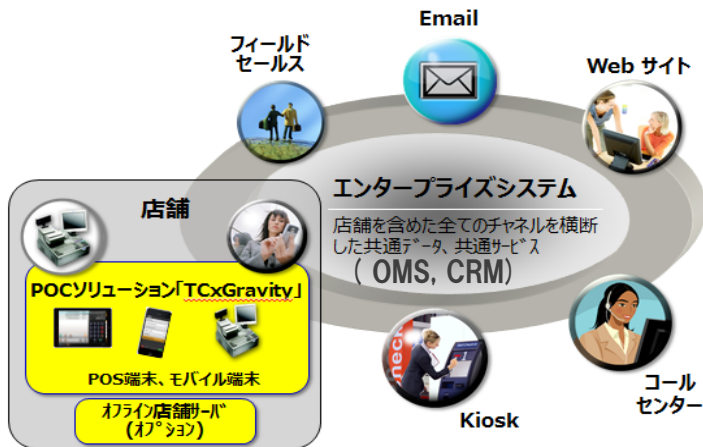 Email
フィールド
セールス
Web サイト
エンタープライズシステム
店舗を含めた全てのチャネルを横断
した共通ﾃﾞｰﾀ、共通ｻｰﾋﾞｽ
( OMS, CRM)
店舗
POCソリューション「TCxGravity」
POS端末、モバイル端末
ｵﾌﾗｲﾝ店舗ｻｰﾊﾞ
(ｵﾌﾟｼｮﾝ)
Kiosk
コール
センター